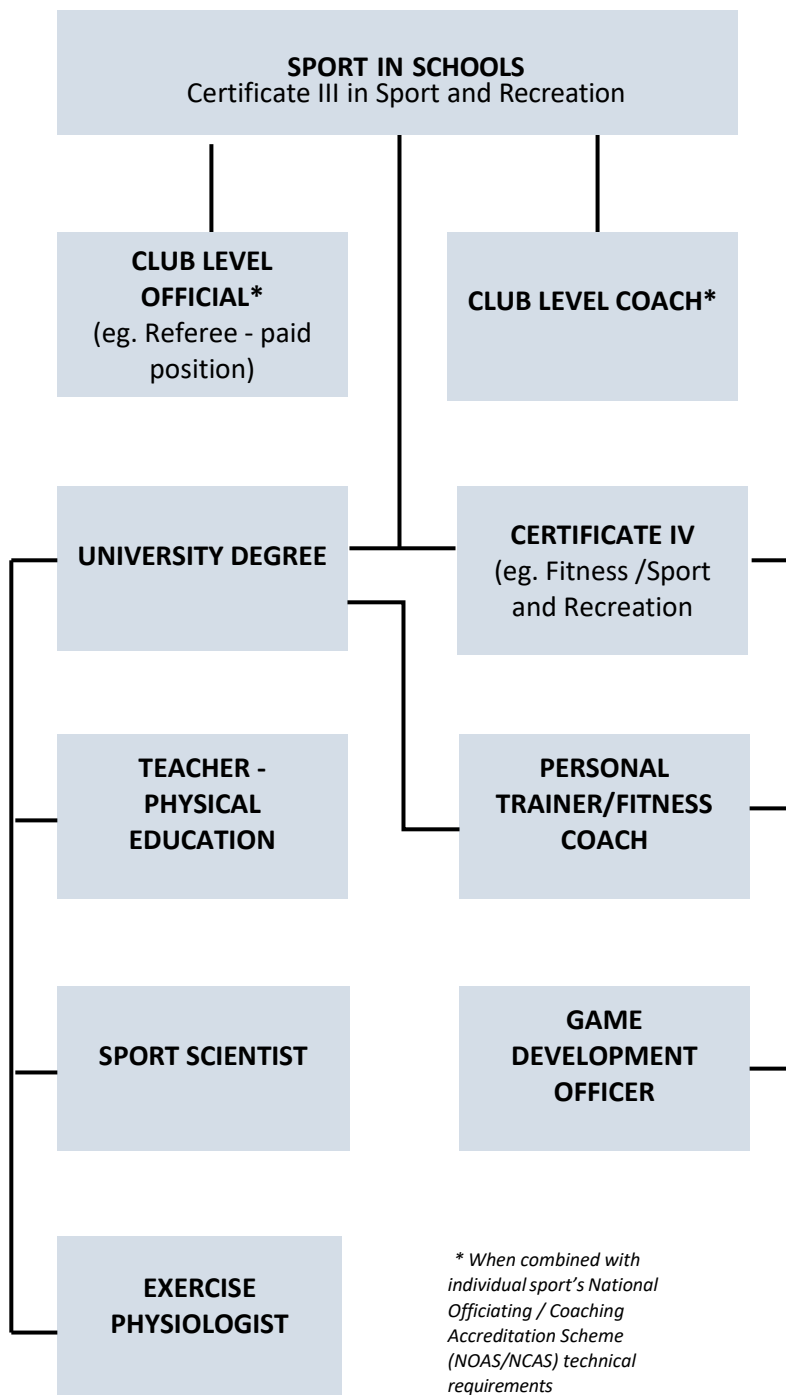 SPORT IN SCHOOLS
Certificate III in Sport and Recreation
CLUB LEVEL
OFFICIAL*
(eg. Referee - paid
position)
CLUB LEVEL COACH*
UNIVERSITY DEGREE
CERTIFICATE IV
(eg. Fitness /Sport
and Recreation
TEACHER -
PHYSICAL
EDUCATION
PERSONAL
TRAINER/FITNESS
COACH
SPORT SCIENTIST
GAME
DEVELOPMENT
OFFICER
EXERCISE
PHYSIOLOGIST
* When combined with
individual sport’s National
Officiating / Coaching
Accreditation Scheme
(NOAS/NCAS) technical
requirements